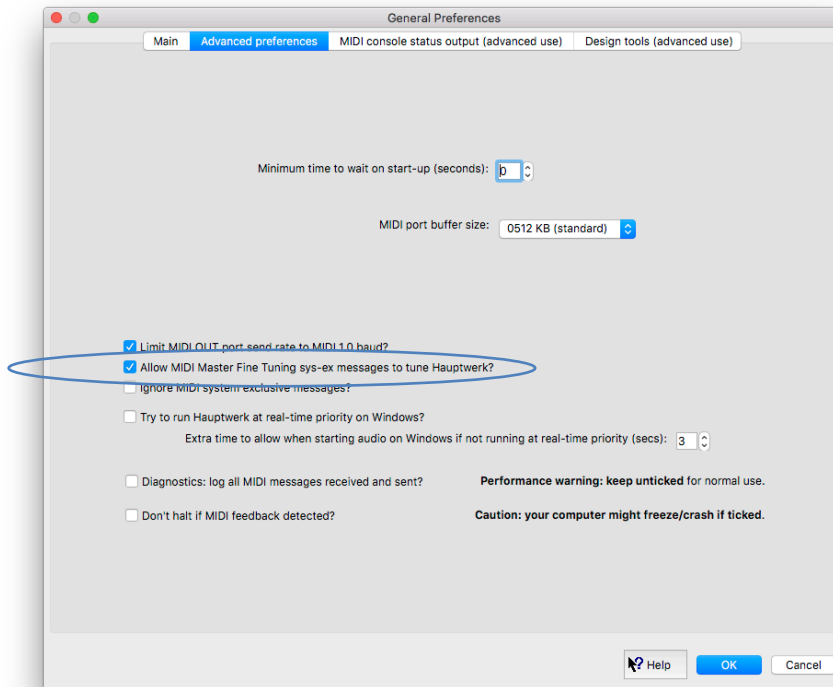 General Preferences
Main Advanced preferences MIDI console status output (advanced use) Design tools (advanced use)
Minimum time to wait on start-up (seconds): 0
MIDI port buffer size: 0512 KB (standard)
Limit MIDI OUT port send rate to MIDI 1.0 baud?
Allow MIDI Master Fine Tuning sys-ex messages to tune Hauptwerk?
Ignore MIDI system exclusive messages?
Try to run Hauptwerk at real-time priority on Windows?
Extra time to allow when starting audio on Windows if not running at real-time priority (secs): 3
Diagnostics: log all MIDI messages received and sent? Performance warning: keep unticked for normal use.
Don't halt if MIDI feedback detected? Caution: your computer might freeze/crash if ticked.
? Help OK Cancel